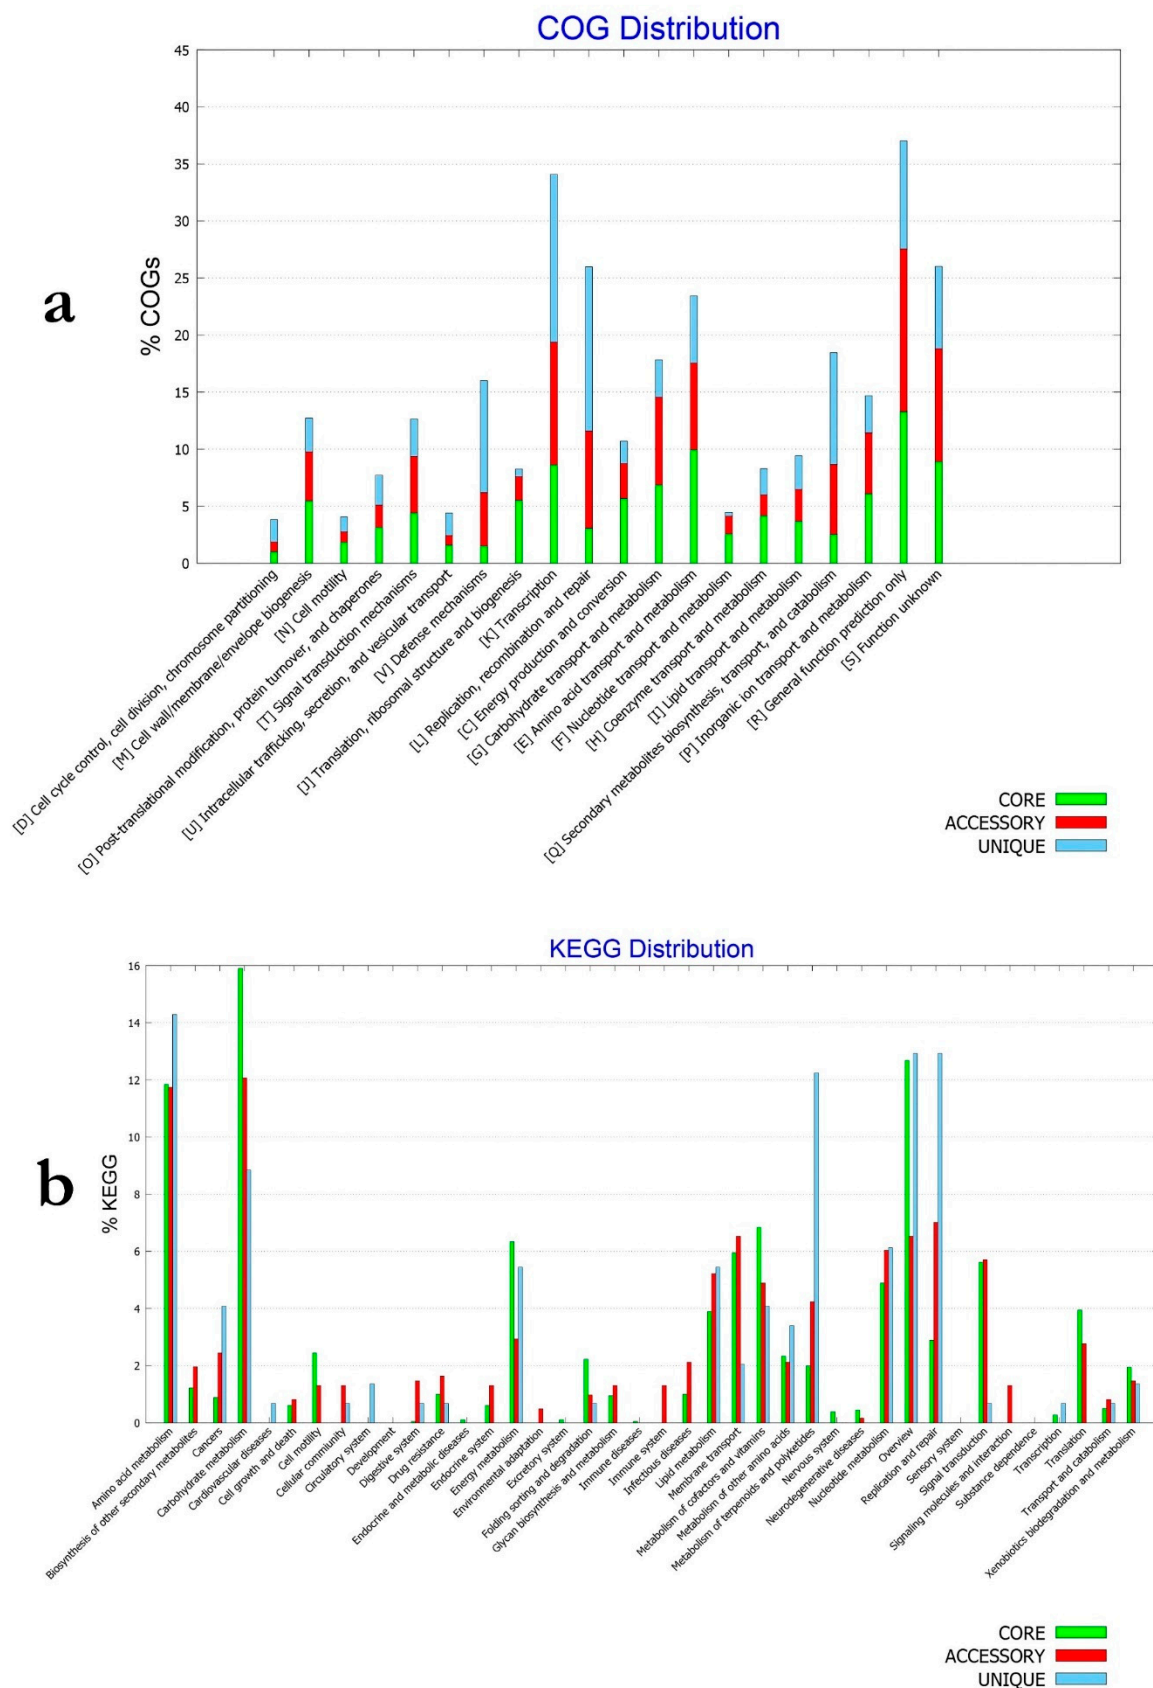 COG Distribution
a
% COGs
45
40
35
30
25
20
15
10
5
0
[D] Cell cycle control, cell division, chromosome partitioning
[M] Cell wall/membrane/envelope biogenesis
[N] Cell motility
[O] Post-translational modification, protein turnover, and chaperones
[T] Signal transduction mechanisms
[U] Intracellular trafficking, secretion, and vesicular transport
[V] Defense mechanisms
[J] Translation, ribosomal structure and biogenesis
[K] Transcription
[L] Replication, recombination and repair
[C] Energy production and conversion
[G] Carbohydrate transport and metabolism
[E] Amino acid transport and metabolism
[F] Nucleotide transport and metabolism
[H] Coenzyme transport and metabolism
[I] Lipid transport and metabolism
[Q] Secondary metabolites biosynthesis, transport, and catabolism
[P] Inorganic ion transport and metabolism
[R] General function prediction only
[S] Function unknown
CORE
ACCESSORY
UNIQUE
KEGG Distribution
b
% KEGG
16
14
12
10
8
6
4
2
0
Amino acid metabolism
Biosynthesis of other secondary metabolites
Cancers
Carbohydrate metabolism
Cardiovascular diseases
Cell growth and death
Cell motility
Cellular community
Circulatory system
Development
Digestive system
Drug resistance
Endocrine and metabolic diseases
Endocrine system
Energy metabolism
Environmental adaptation
Excretory system
Folding sorting and degradation
Glycan biosynthesis and metabolism
Immune diseases
Immune system
Infectious diseases
Lipid metabolism
Membrane transport
Metabolism of cofactors and vitamins
Metabolism of other amino acids
Metabolism of terpenoids and polyketides
Nervous system
Neurodegenerative diseases
Nucleotide metabolism
Overview
Replication and repair
Sensory system
Signal transduction
Signaling molecules and interaction
Substance dependence
Transcription
Translation
Transport and catabolism
Xenobiotics biodegradation and metabolism
CORE
ACCESSORY
UNIQUE